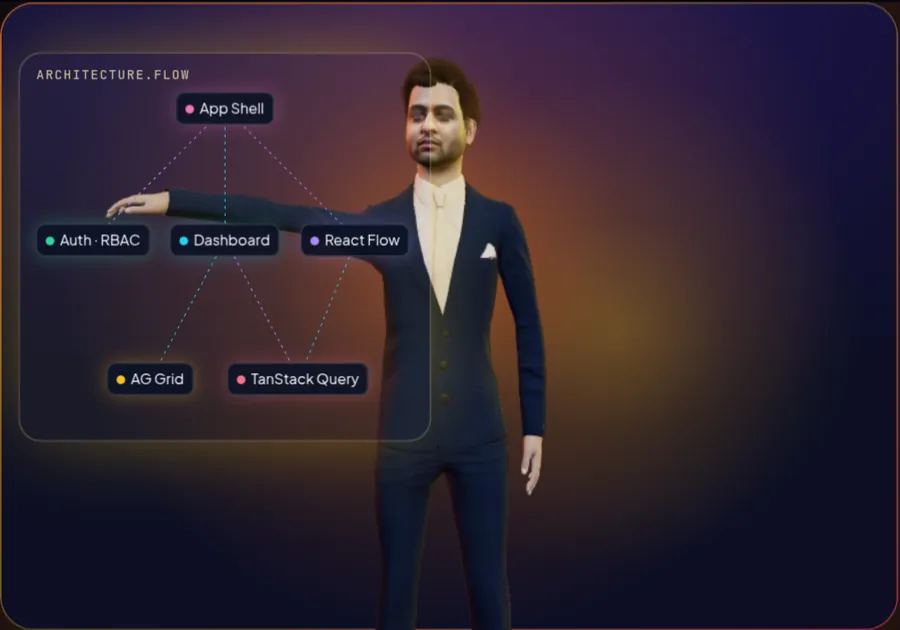 ARCHITECTURE.FLOW
App Shell
Auth · RBAC
Dashboard
React Flow
AG Grid
TanStack Query